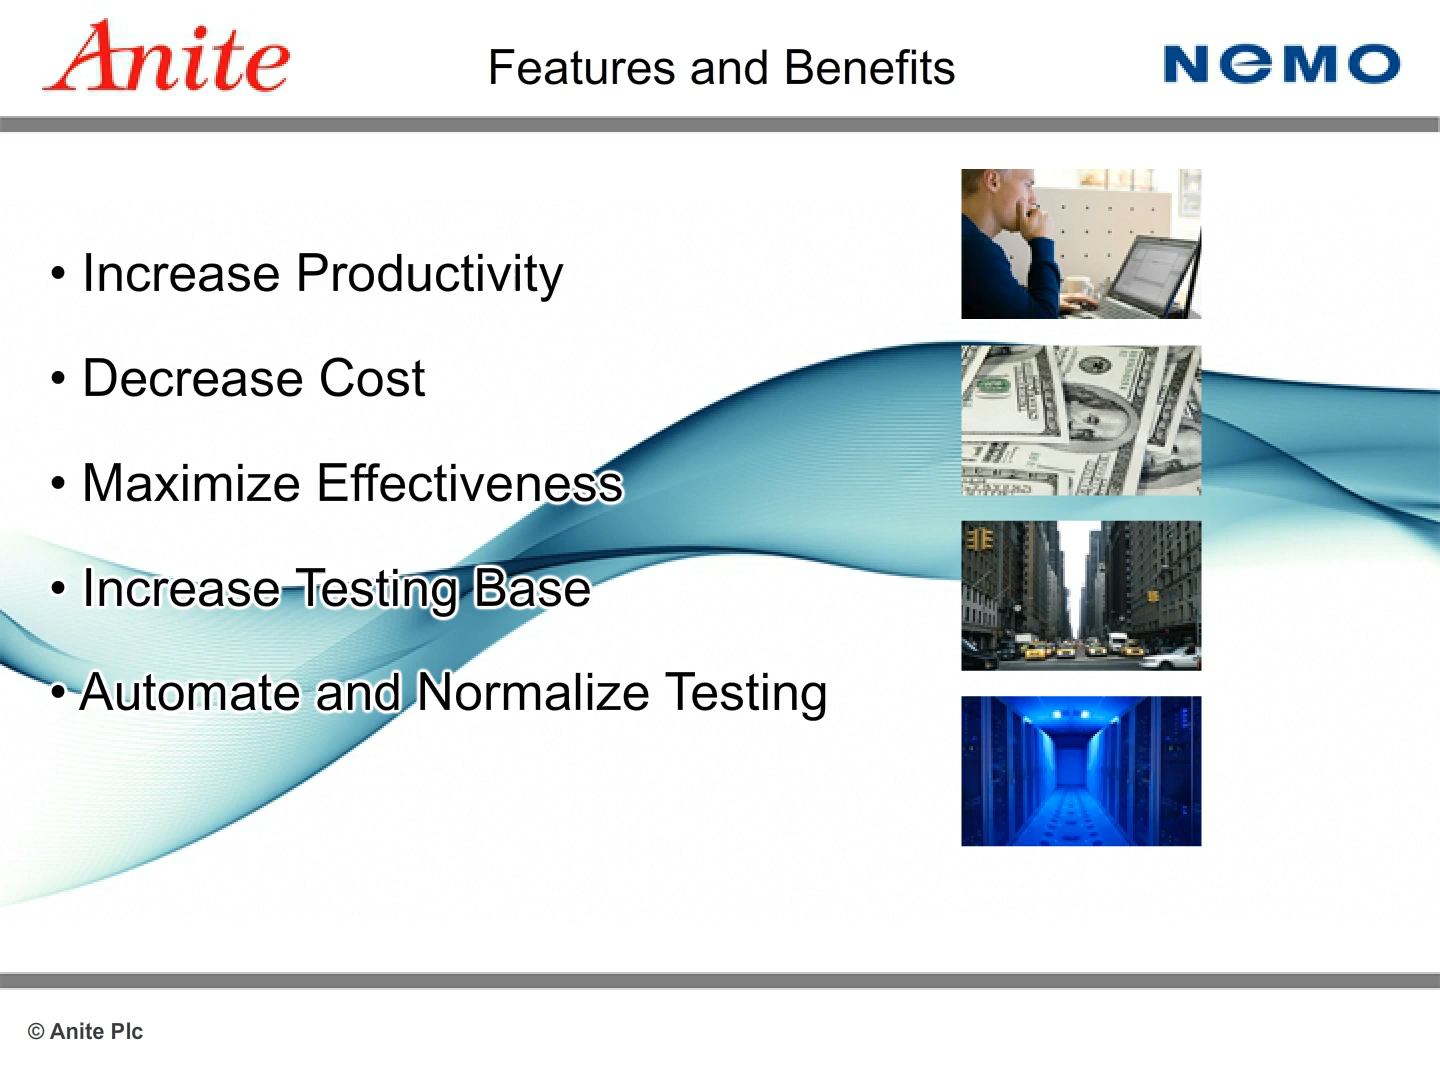 Anite
Features and Benefits
NEMO
• Increase Productivity
• Decrease Cost
• Maximize Effectiveness
• Increase Testing Base
• Automate and Normalize Testing
© Anite Plc